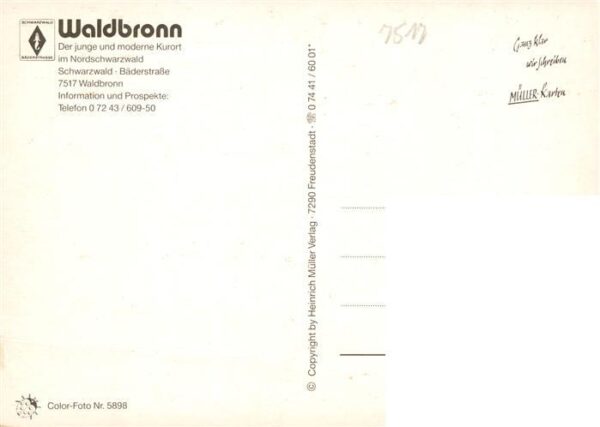 SCHWARZWALD
BÄDERSTRASSE
Waldbronn
Der junge und moderne Kurort
im Nordschwarzwald
Schwarzwald · Bäderstraße
7517 Waldbronn
Information und Prospekte:
Telefon 0 72 43 / 609-50
7517
Ganz klar
wir schreiben
MÜLLER-Karten
© Copyright by Heinrich Müller Verlag · 7290 Freudenstadt · ☎ 0 74 41 / 60 01*
Color-Foto Nr. 5898